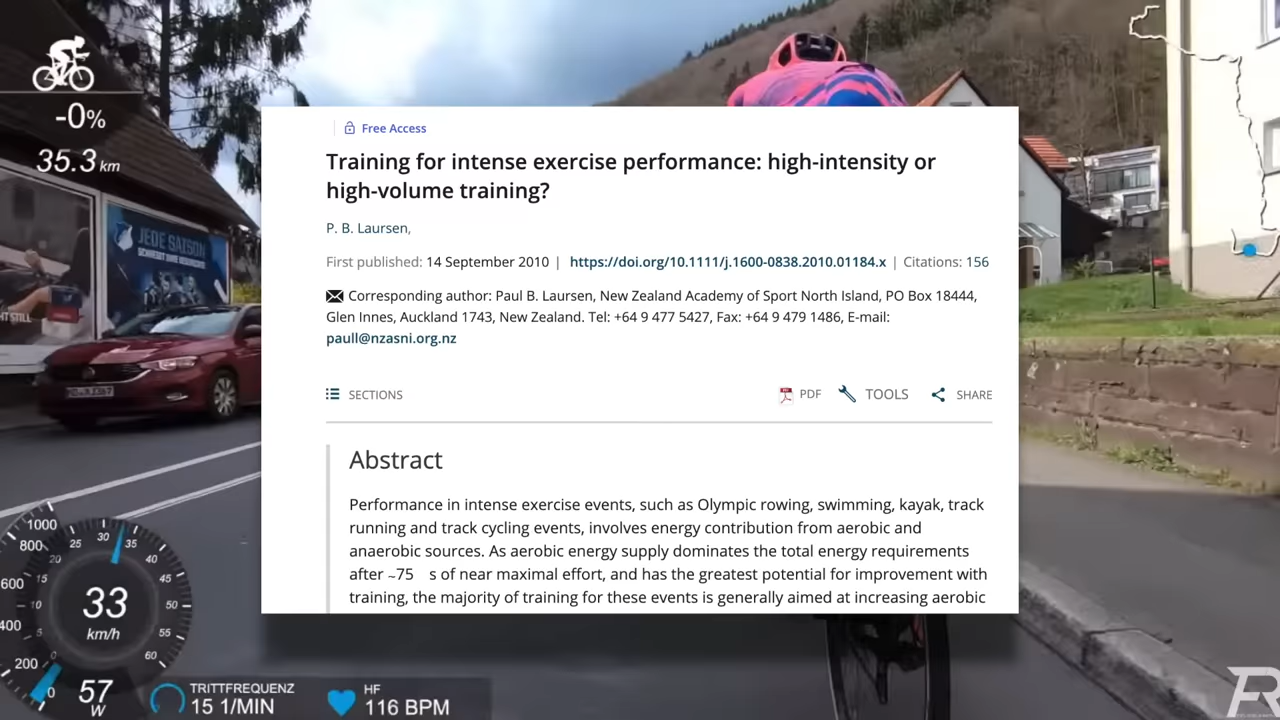 -0%
35.3 km
JEDE SAISON
Free Access
Training for intense exercise performance: high-intensity or
high-volume training?
P. B. Laursen,
First published: 14 September 2010 | https://doi.org/10.1111/j.1600-0838.2010.01184.x | Citations: 156
Corresponding author: Paul B. Laursen, New Zealand Academy of Sport North Island, PO Box 18444,
Glen Innes, Auckland 1743, New Zealand. Tel: +64 9 477 5427, Fax: +64 9 479 1486, E-mail:
paull@nzasni.org.nz
SECTIONS
PDF
TOOLS
SHARE
Abstract
Performance in intense exercise events, such as Olympic rowing, swimming, kayak, track
running and track cycling events, involves energy contribution from aerobic and
anaerobic sources. As aerobic energy supply dominates the total energy requirements
after ~75 s of near maximal effort, and has the greatest potential for improvement with
training, the majority of training for these events is generally aimed at increasing aerobic
1000
800
600
400
200
0
0
5
10
15
20
25
30
35
40
45
50
55
60
33
km/h
57
W
TRITTFREQUENZ
15 1/MIN
HF
116 BPM